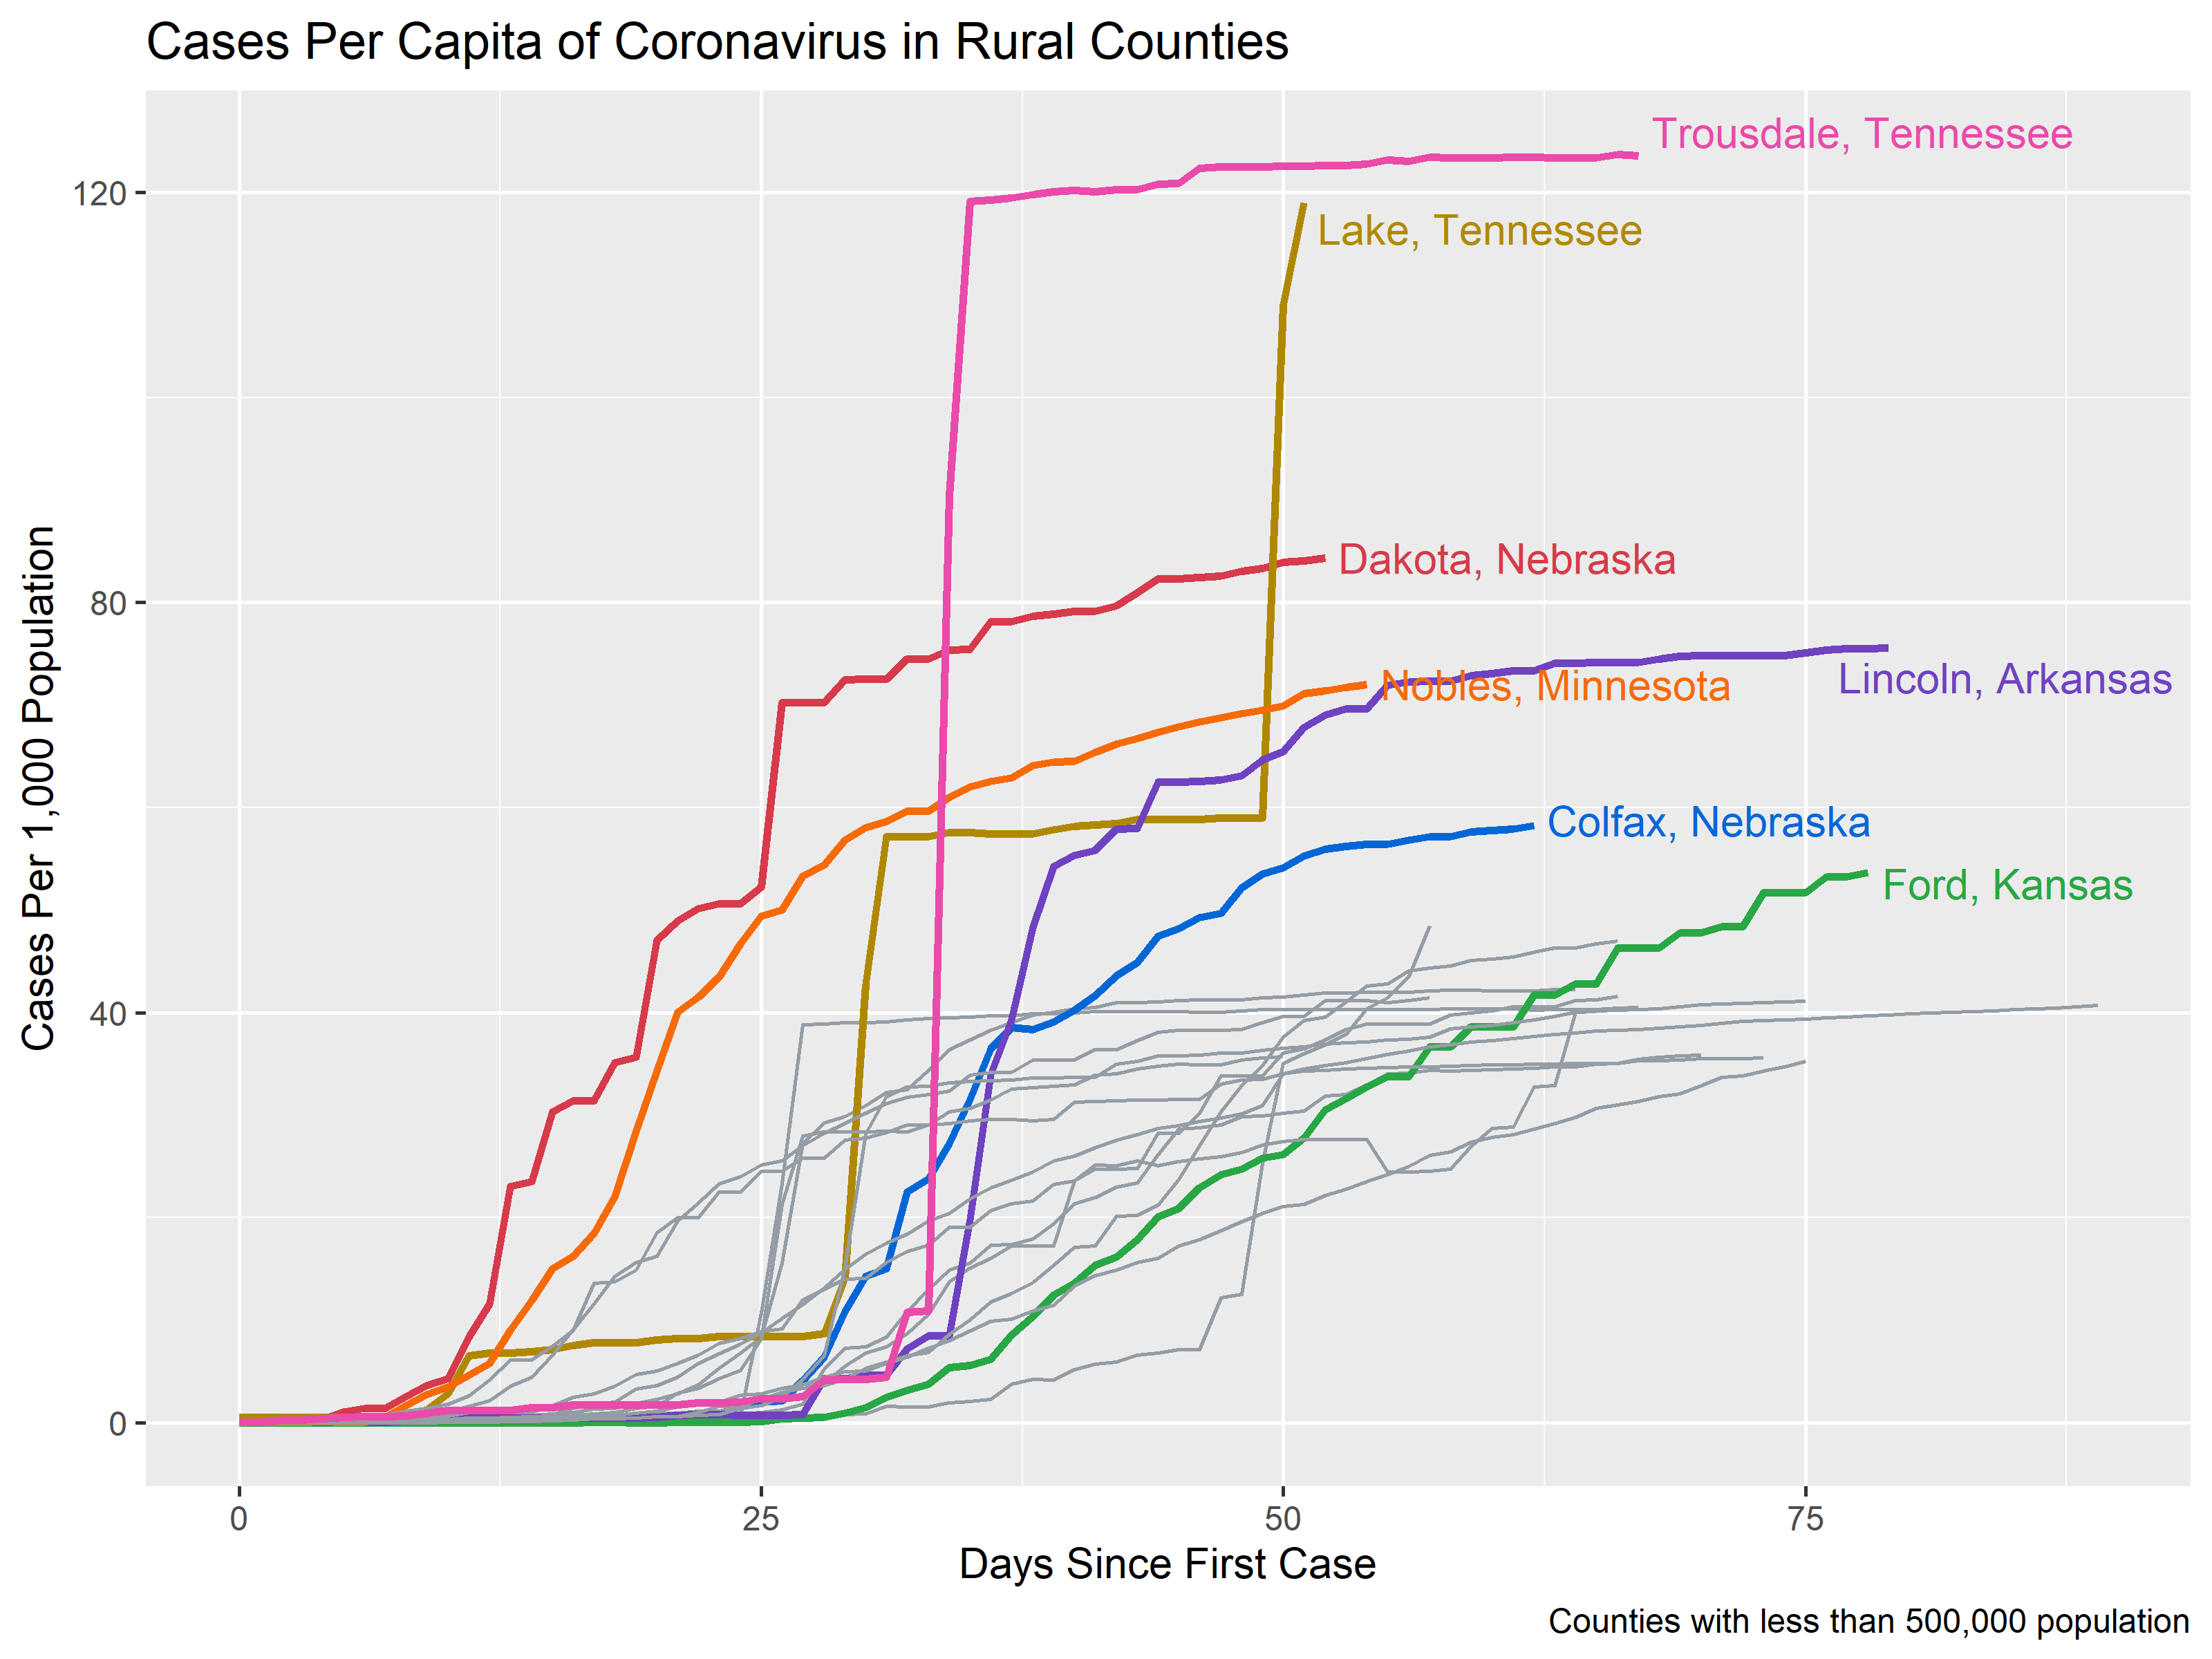 Cases Per Capita of Coronavirus in Rural Counties
Trousdale, Tennessee
120
Lake, Tennessee
Dakota, Nebraska
80
Lincoln, Arkansas
Nobles, Minnesota
Colfax, Nebraska
Ford, Kansas
Cases Per 1,000 Population
40
0
0 25 50 75
Days Since First Case
Counties with less than 500,000 population